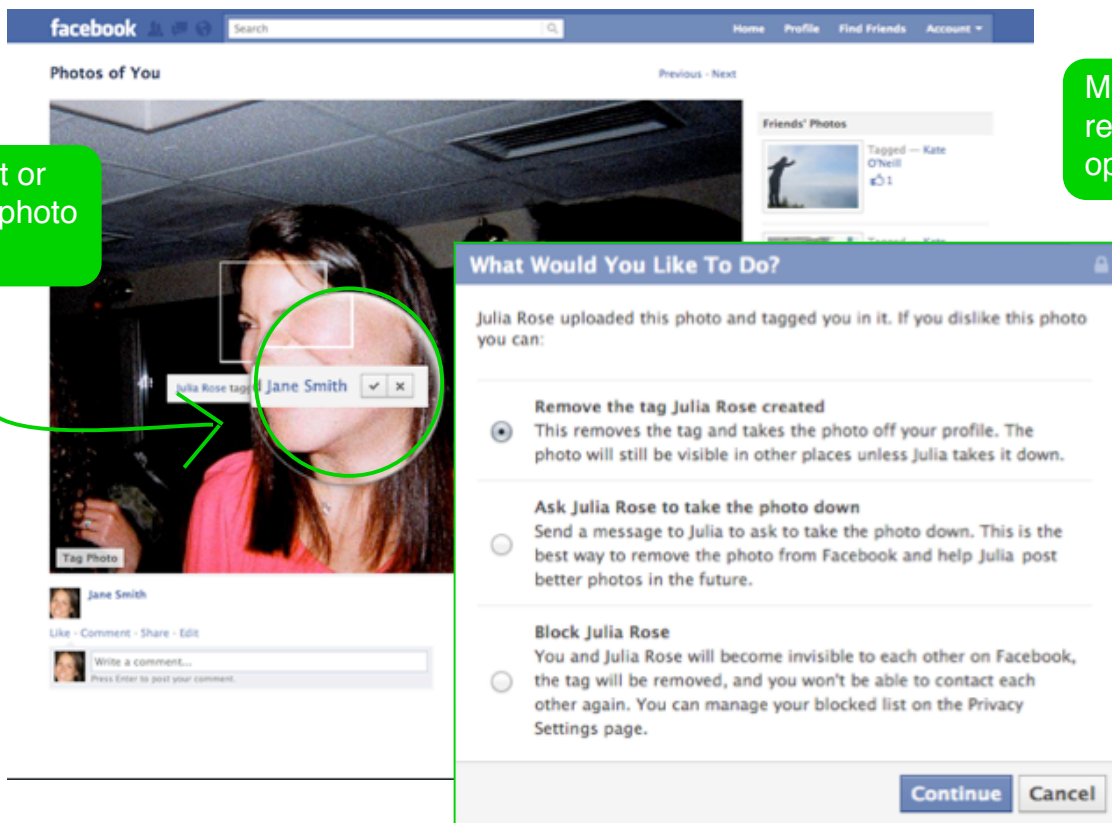 facebook
Search
Home Profile Find Friends Account
Photos of You
Previous - Next
t or
photo
M
re
op
Friends' Photos
Tagged — Kate
O'Neill
1
Tagged — Kate
Julia Rose tagg
d Jane Smith
Tag Photo
Jane Smith
Like - Comment - Share - Edit
Write a comment...
Press Enter to post your comment.
What Would You Like To Do?
Julia Rose uploaded this photo and tagged you in it. If you dislike this photo
you can:
Remove the tag Julia Rose created
This removes the tag and takes the photo off your profile. The
photo will still be visible in other places unless Julia takes it down.
Ask Julia Rose to take the photo down
Send a message to Julia to ask to take the photo down. This is the
best way to remove the photo from Facebook and help Julia post
better photos in the future.
Block Julia Rose
You and Julia Rose will become invisible to each other on Facebook,
the tag will be removed, and you won't be able to contact each
other again. You can manage your blocked list on the Privacy
Settings page.
Continue Cancel